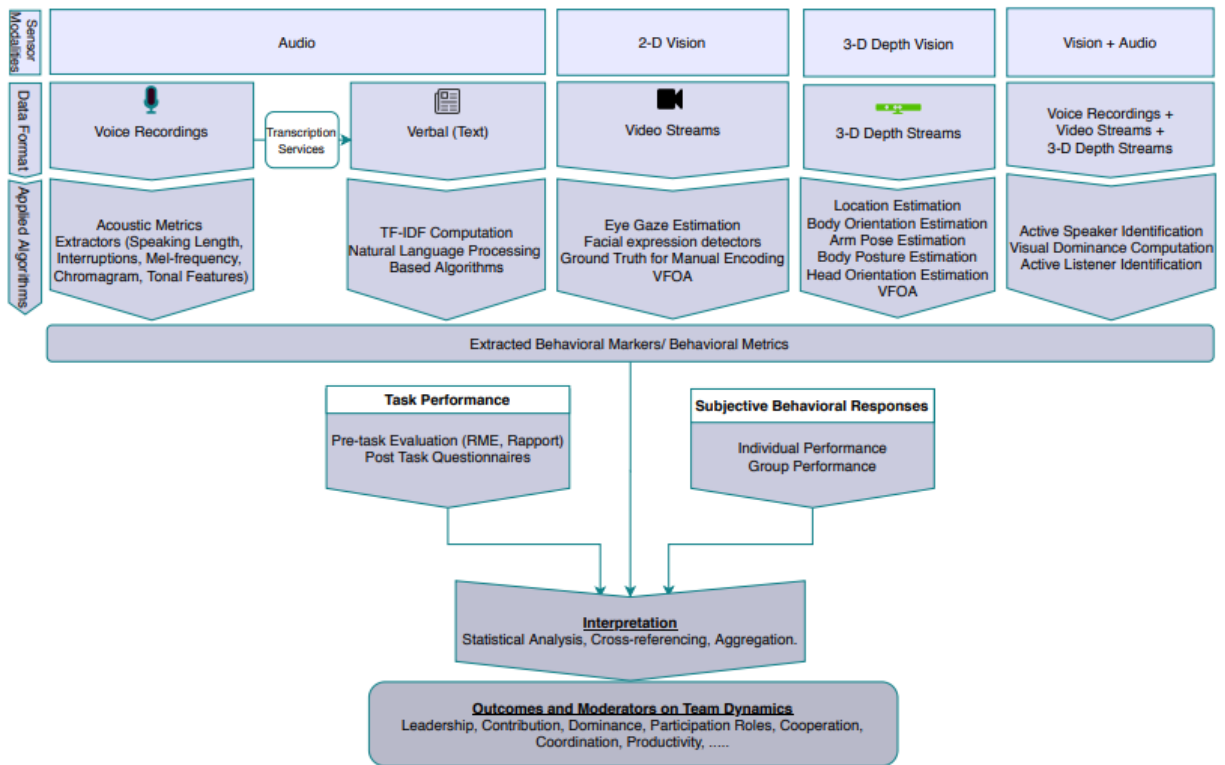 Sensor
Modalities
Audio
2-D Vision
3-D Depth Vision
Vision + Audio
Data Format
Voice Recordings
Transcription
Services
Verbal (Text)
Video Streams
3-D Depth Streams
Voice Recordings +
Video Streams +
3-D Depth Streams
Applied Algorithms
Acoustic Metrics
Extractors (Speaking Length,
Interruptions, Mel-frequency,
Chromagram, Tonal Features)
TF-IDF Computation
Natural Language Processing
Based Algorithms
Eye Gaze Estimation
Facial expression detectors
Ground Truth for Manual Encoding
VFOA
Location Estimation
Body Orientation Estimation
Arm Pose Estimation
Body Posture Estimation
Head Orientation Estimation
VFOA
Active Speaker Identification
Visual Dominance Computation
Active Listener Identification
Extracted Behavioral Markers/ Behavioral Metrics
Task Performance
Pre-task Evaluation (RME, Rapport)
Post Task Questionnaires
Subjective Behavioral Responses
Individual Performance
Group Performance
Interpretation
Statistical Analysis, Cross-referencing, Aggregation.
Outcomes and Moderators on Team Dynamics
Leadership, Contribution, Dominance, Participation Roles, Cooperation,
Coordination, Productivity, .....